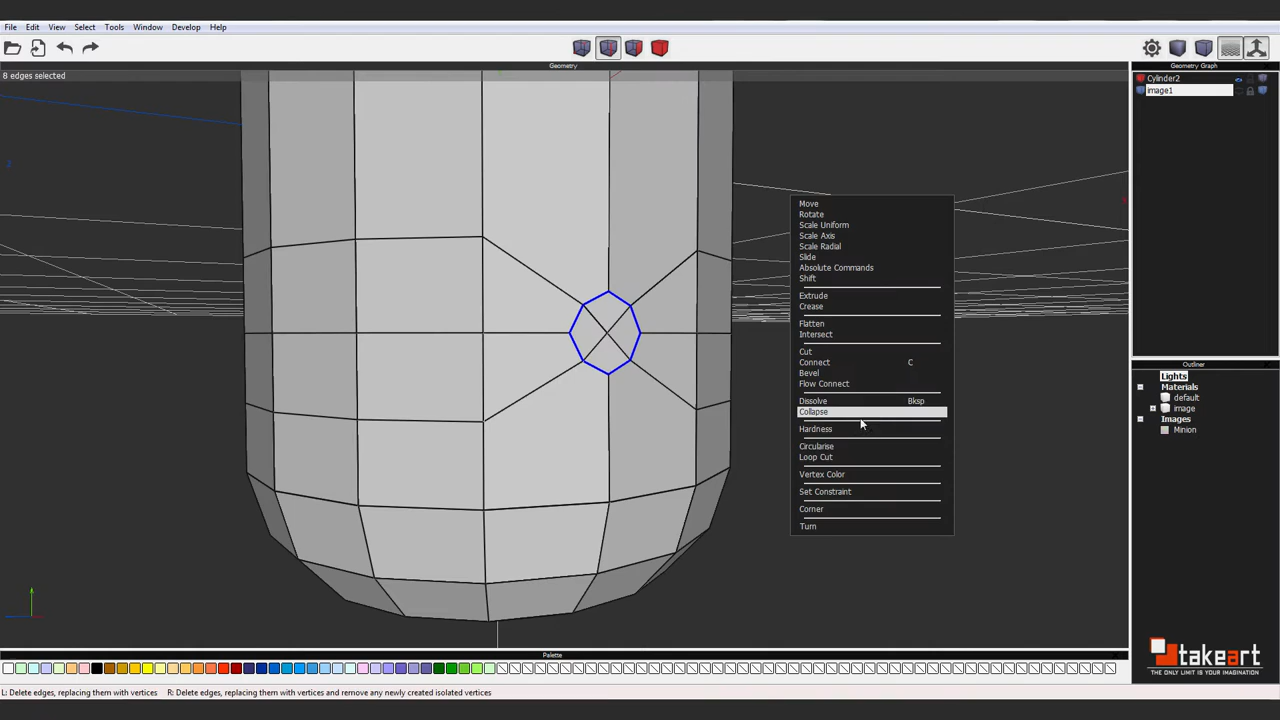 File Edit View Select Tools Window Develop Help
Geometry
Geometry Graph
8 edges selected
Cylinder2
image1
Move
Rotate
Scale Uniform
Scale Axis
Scale Radial
Slide
Absolute Commands
Shift
Extrude
Crease
Flatten
Intersect
Cut
Connect C
Bevel
Flow Connect
Dissolve Bksp
Collapse
Hardness
Circularise
Loop Cut
Vertex Color
Set Constraint
Corner
Turn
Outliner
Lights
Materials
default
image
Images
Minion
takeart
THE ONLY LIMIT IS YOUR IMAGINATION
Palette
L: Delete edges, replacing them with vertices R: Delete edges, replacing them with vertices and remove any newly created isolated vertices